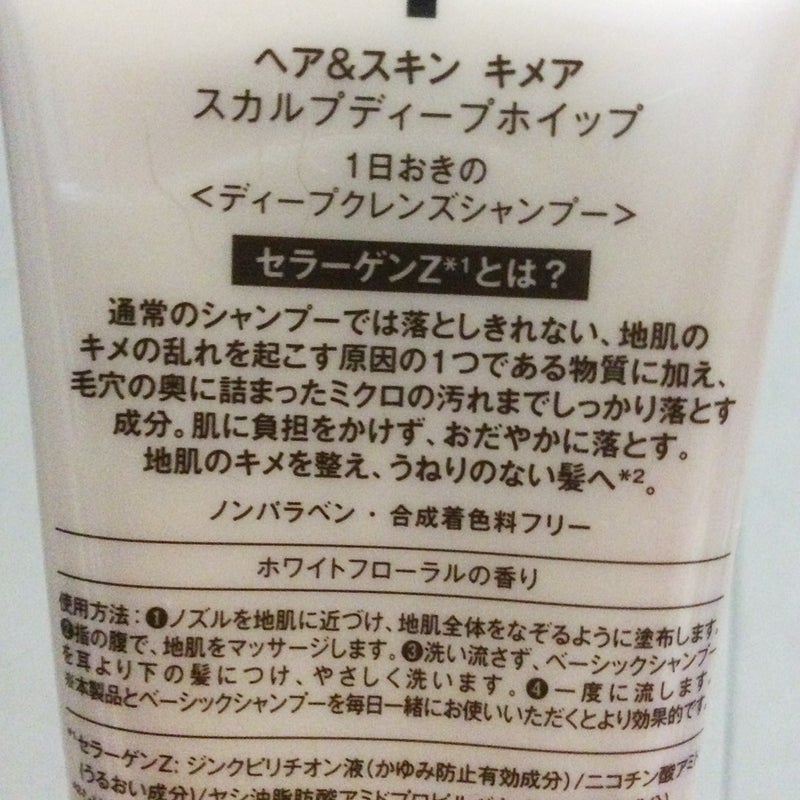 ヘア&スキン キメア
スカルプディープホイップ
1日おきの
<ディープクレンズシャンプー>
セラーゲンZ*1とは?
通常のシャンプーでは落としきれない、地肌の
キメの乱れを起こす原因の1つである物質に加え、
毛穴の奥に詰まったミクロの汚れまでしっかり落とす
成分。肌に負担をかけず、おだやかに落とす。
地肌のキメを整え、うねりのない髪へ*2。
ノンパラベン・合成着色料フリー
ホワイトフローラルの香り
使用方法:❶ノズルを地肌に近づけ、地肌全体をなぞるように塗布します。
❷指の腹で、地肌をマッサージします。❸洗い流さず、ベーシックシャンプー
を耳より下の髪につけ、やさしく洗います。❹一度に流します。
※本製品とベーシックシャンプーを毎日一緒にお使いいただくとより効果的です。
*1セラーゲンZ:ジンクピリチオン液(かゆみ防止有効成分)/ニコチン酸アミド
(うるおい成分)/ヤシ油脂肪酸アミドプロピル